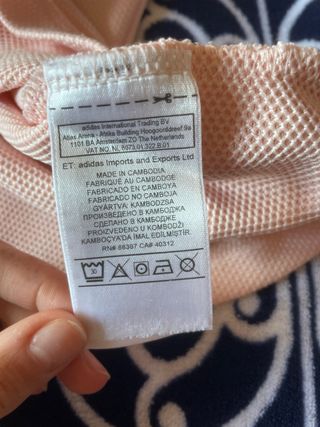 adidas International Trading BV
Atlas Arena - Afrika Building Hoogoorddreef 9a
1101 BA Amsterdam ZO The Netherlands
VAT NO. NL 8073.01.322.B.01
ET: adidas Imports and Exports Ltd
MADE IN CAMBODIA
FABRIQUÉ AU CAMBODGE
FABRICADO EN CAMBOYA
FABRICADO NO CAMBOJA
GYÁRTVA: KAMBODZSA
ПРОИЗВЕДЕНО В КАМБОДЖА
СДЕЛАНО В КАМБОДЖЕ
PROIZVEDENO U KOMBODŽI
KAMBOÇYA'DA İMAL EDİLMİŞTİR.
RN# 88387 CA# 40312
30